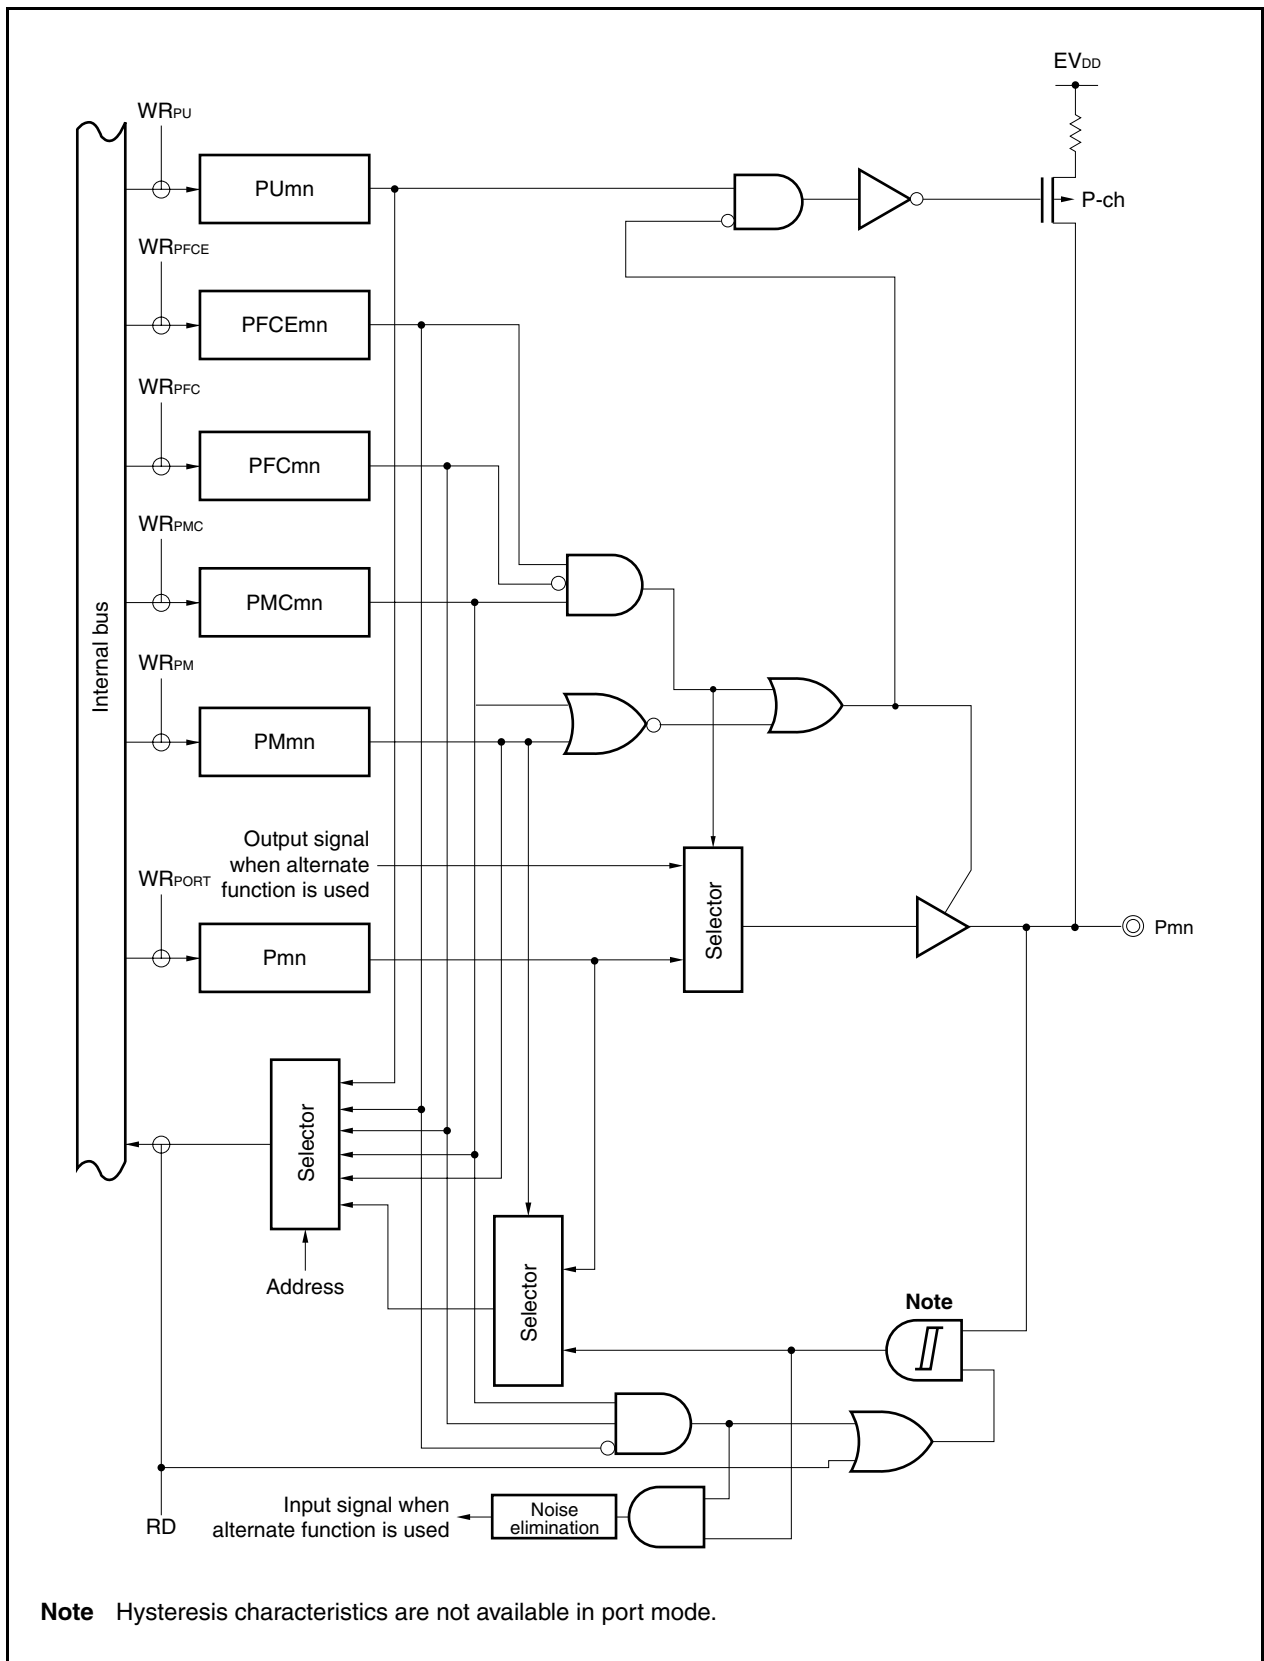 EVDD
WRPU
PUmn
P-ch
WRPFCE
PFCEmn
WRPFC
PFCmn
WRPMC
PMCmn
Internal bus
WRPM
PMmn
Output signal
when alternate
function is used
WRPORT
Selector
Pmn
Pmn
Selector
Address
Selector
Note
Input signal when
alternate function is used
Noise
elimination
RD
Note Hysteresis characteristics are not available in port mode.